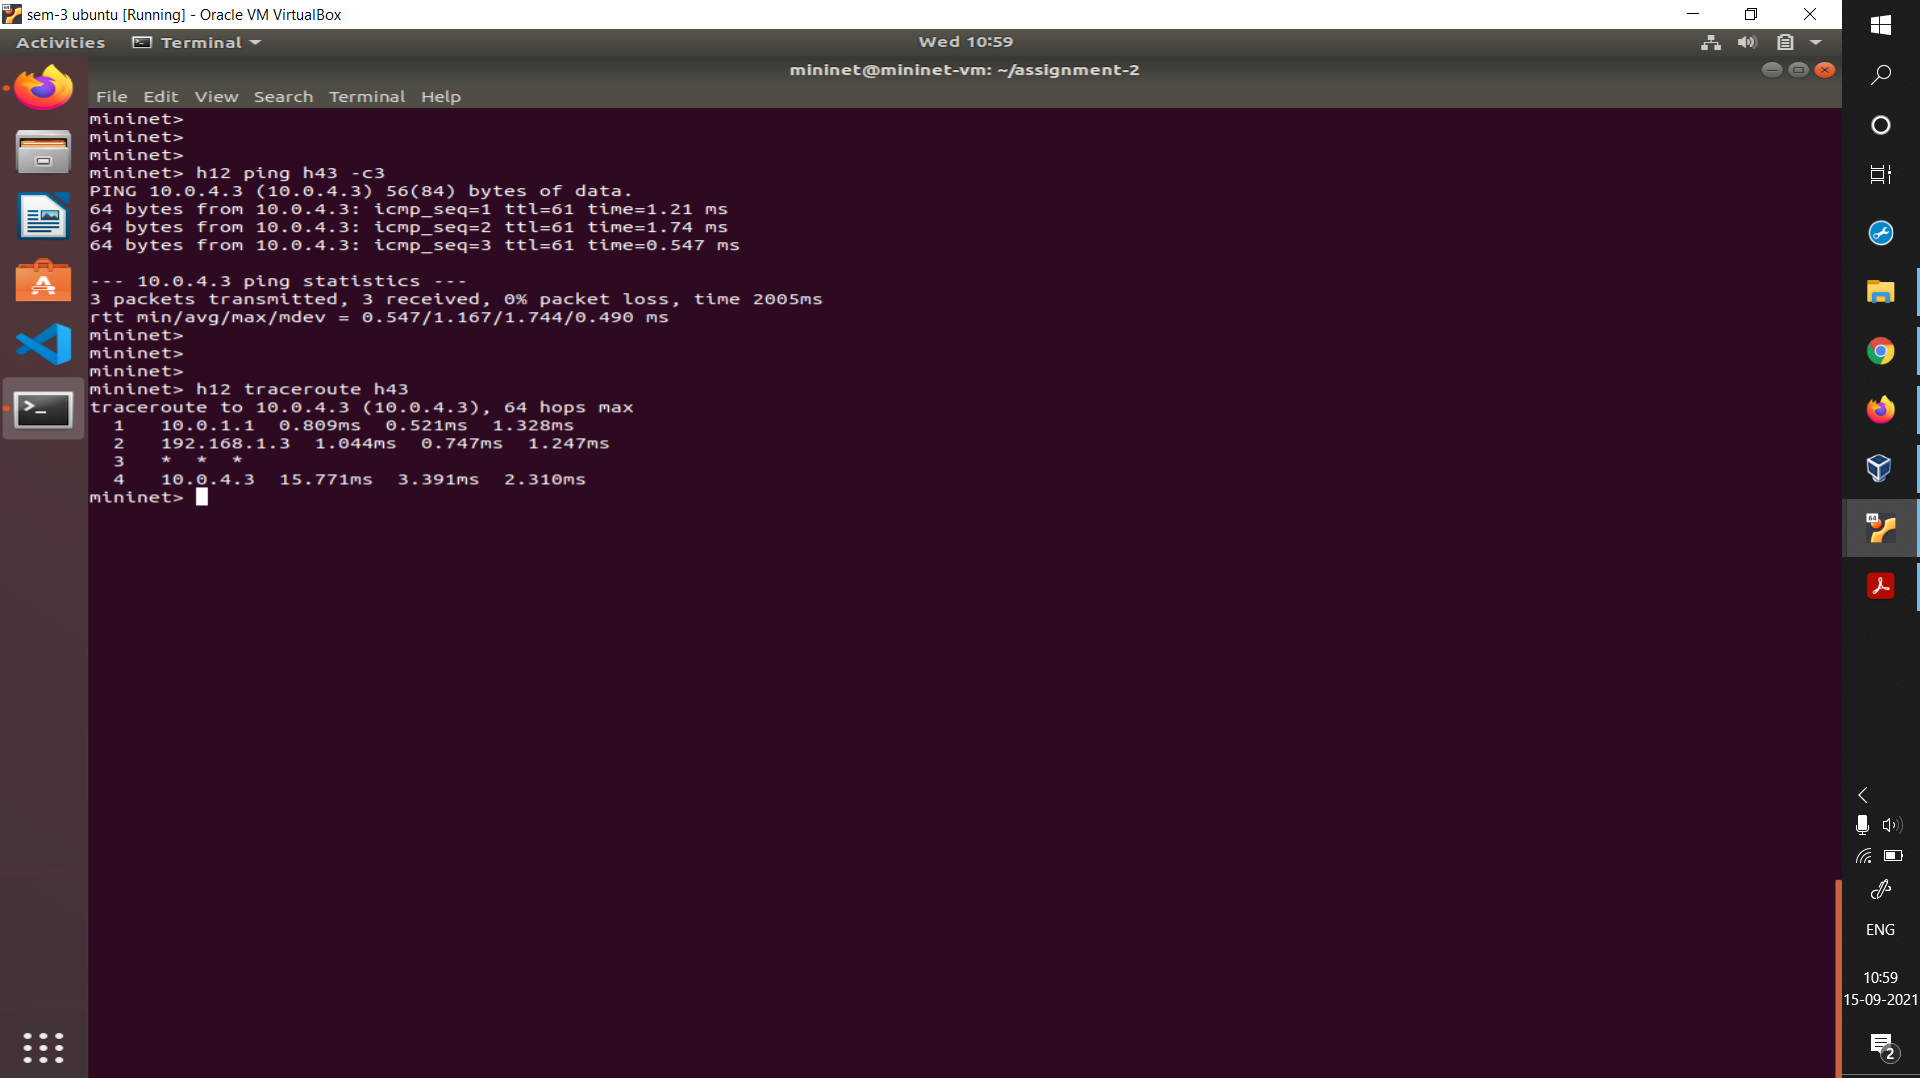 sem-3 ubuntu [Running] - Oracle VM VirtualBox
Activities Terminal Wed 10:59
mininet@mininet-vm: ~/assignment-2
File Edit View Search Terminal Help
mininet>
mininet>
mininet>
mininet> h12 ping h43 -c3
PING 10.0.4.3 (10.0.4.3) 56(84) bytes of data.
64 bytes from 10.0.4.3: icmp_seq=1 ttl=61 time=1.21 ms
64 bytes from 10.0.4.3: icmp_seq=2 ttl=61 time=1.74 ms
64 bytes from 10.0.4.3: icmp_seq=3 ttl=61 time=0.547 ms
--- 10.0.4.3 ping statistics ---
3 packets transmitted, 3 received, 0% packet loss, time 2005ms
rtt min/avg/max/mdev = 0.547/1.167/1.744/0.490 ms
mininet>
mininet>
mininet>
mininet> h12 traceroute h43
traceroute to 10.0.4.3 (10.0.4.3), 64 hops max
1 10.0.1.1 0.809ms 0.521ms 1.328ms
2 192.168.1.3 1.044ms 0.747ms 1.247ms
3 * * *
4 10.0.4.3 15.771ms 3.391ms 2.310ms
mininet>
64
ENG
10:59
15-09-2021
2